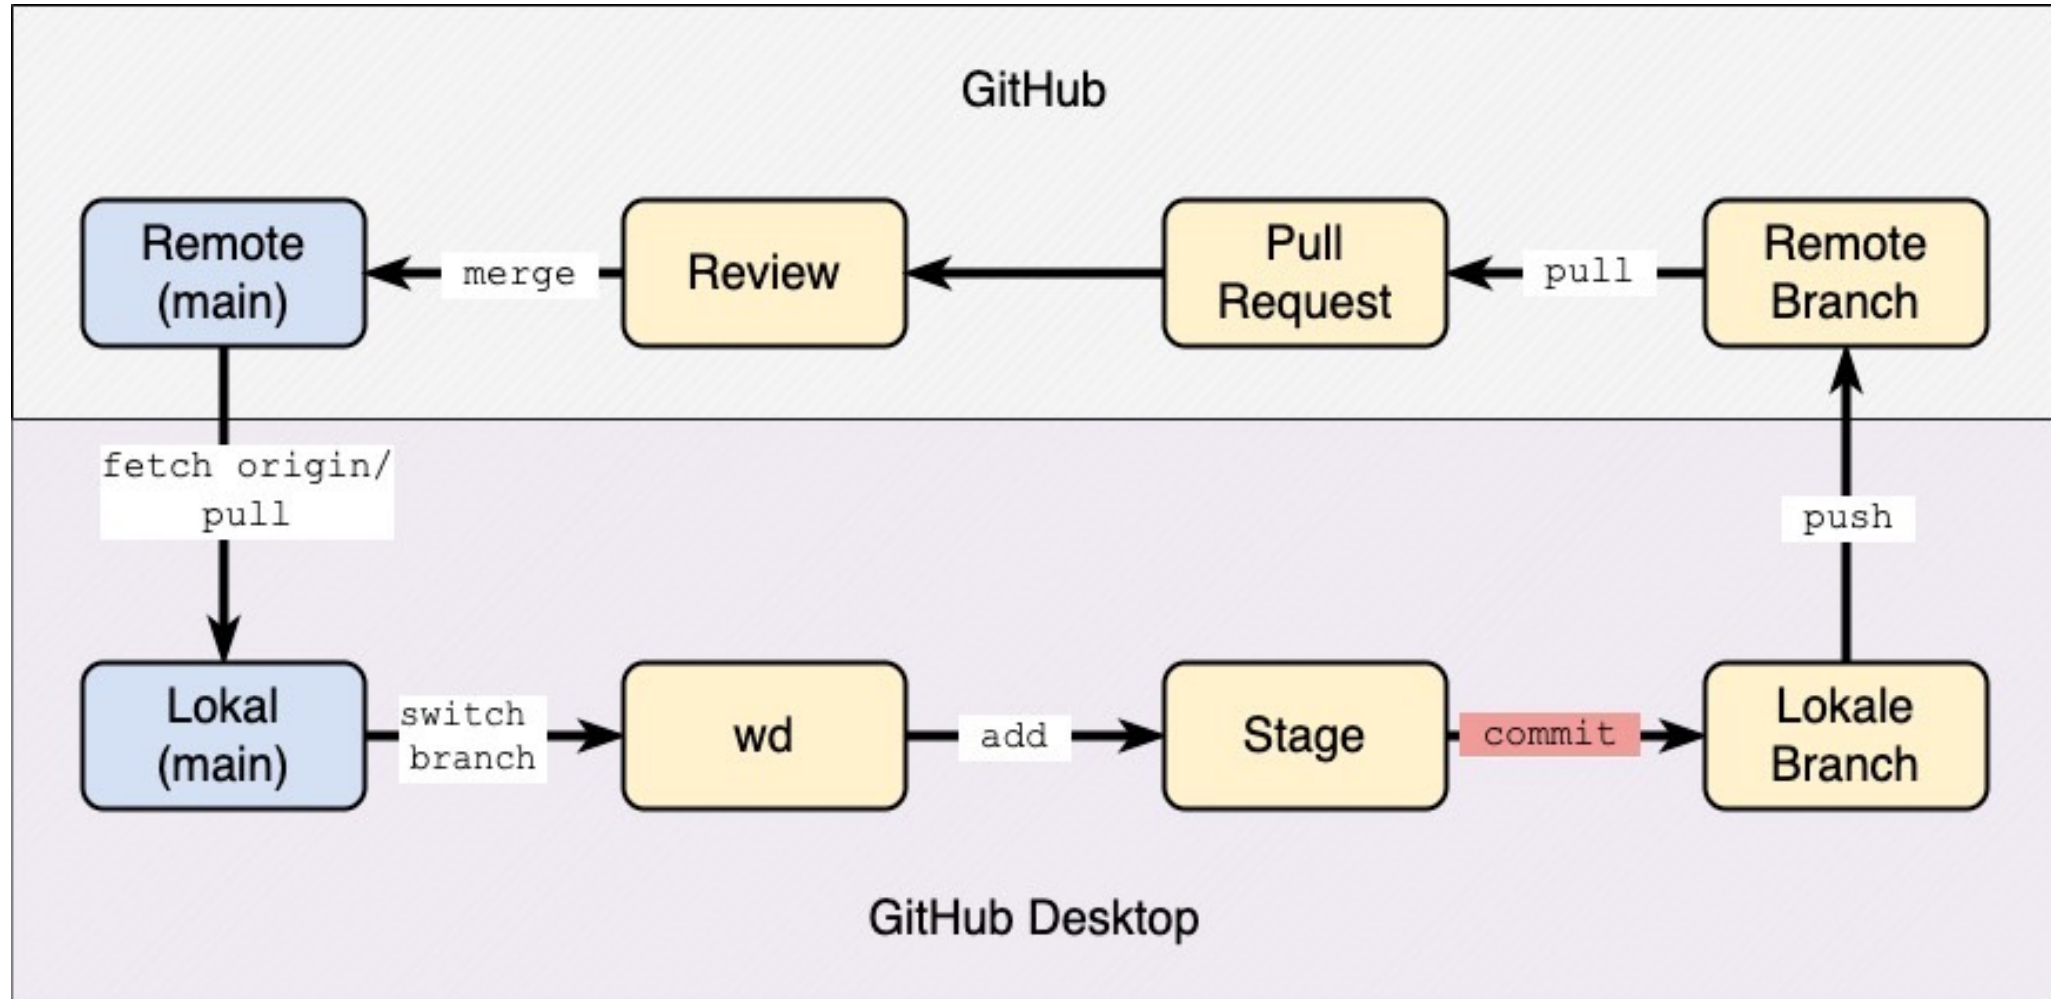 GitHub
Remote
(main)
merge
Review
Pull
Request
pull
Remote
Branch
fetch origin/
pull
push
Lokal
(main)
switch
branch
wd
add
Stage
commit
Lokale
Branch
GitHub Desktop